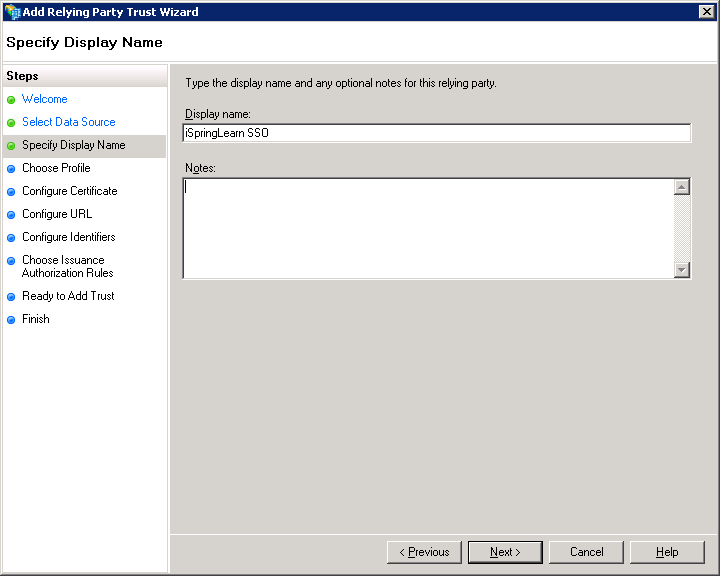 Add Relying Party Trust Wizard
Specify Display Name
Steps
Welcome
Select Data Source
Specify Display Name
Choose Profile
Configure Certificate
Configure URL
Configure Identifiers
Choose Issuance
Authorization Rules
Ready to Add Trust
Finish
Type the display name and any optional notes for this relying party.
Display name:
iSpringLearn SSO
Notes:
< Previous
Next >
Cancel
Help